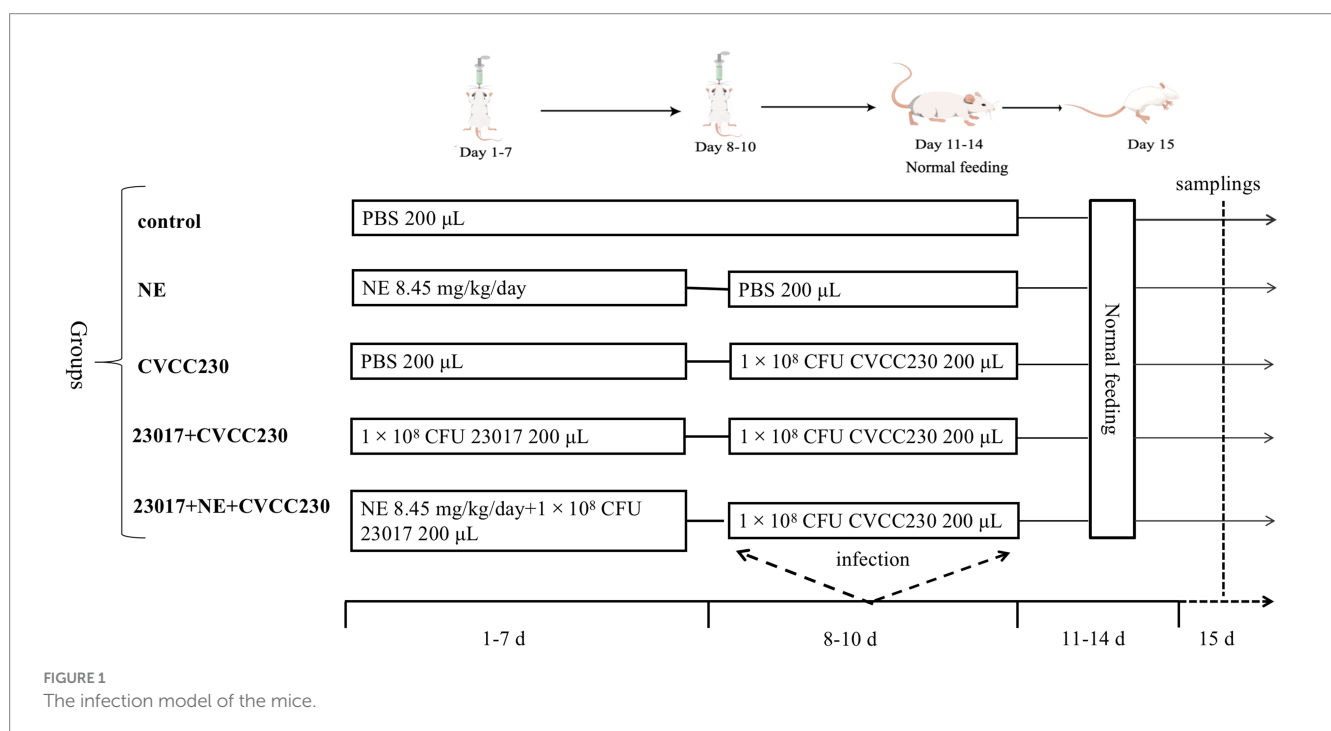 Day 1-7
Day 8-10
Day 11-14
Normal feeding
Day 15
samplings
Groups
control
PBS 200 μL
NE
NE 8.45 mg/kg/day
PBS 200 μL
CVCC230
PBS 200 μL
1 × 10⁸ CFU CVCC230 200 μL
23017+CVCC230
1 × 10⁸ CFU 23017 200 μL
1 × 10⁸ CFU CVCC230 200 μL
23017+NE+CVCC230
NE 8.45 mg/kg/day+1 × 10⁸ CFU
23017 200 μL
1 × 10⁸ CFU CVCC230 200 μL
Normal feeding
infection
1-7 d
8-10 d
11-14 d
15 d
FIGURE 1
The infection model of the mice.